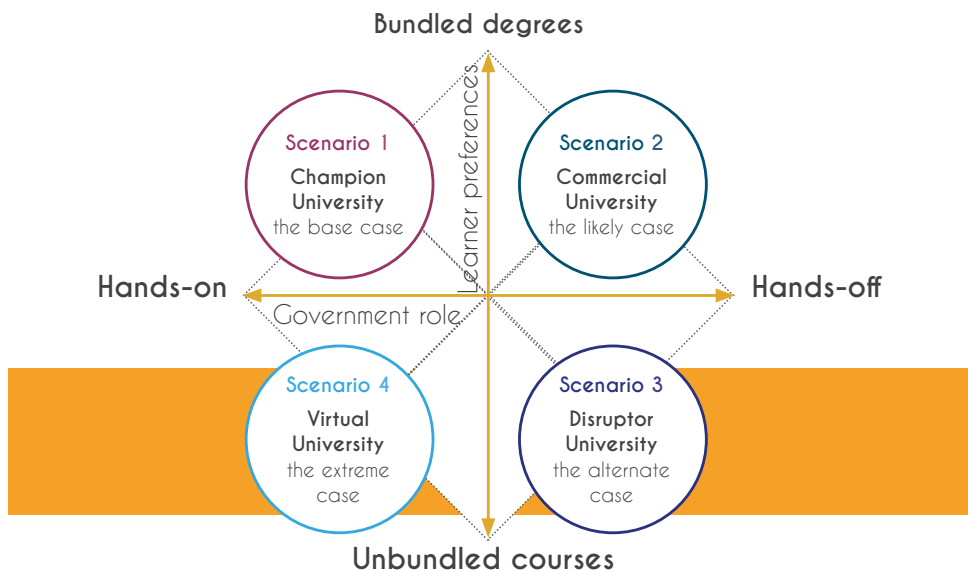 Bundled degrees
Learner preferences
Scenario 1
Champion
University
the base case
Scenario 2
Commercial
University
the likely case
Hands-on
Hands-off
Government role
Scenario 4
Virtual
University
the extreme
case
Scenario 3
Disruptor
University
the alternate
case
Unbundled courses